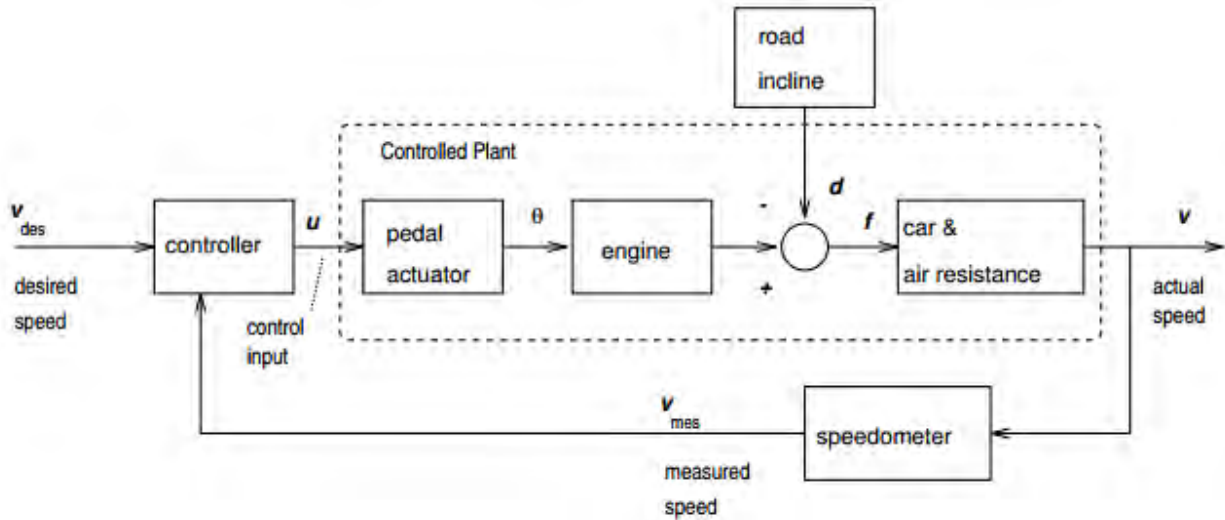 road
incline
Controlled Plant
v des
controller
u
pedal
actuator
θ
engine
-
+
d
f
car &
air resistance
v
desired
speed
control
input
actual
speed
v mes
speedometer
measured
speed